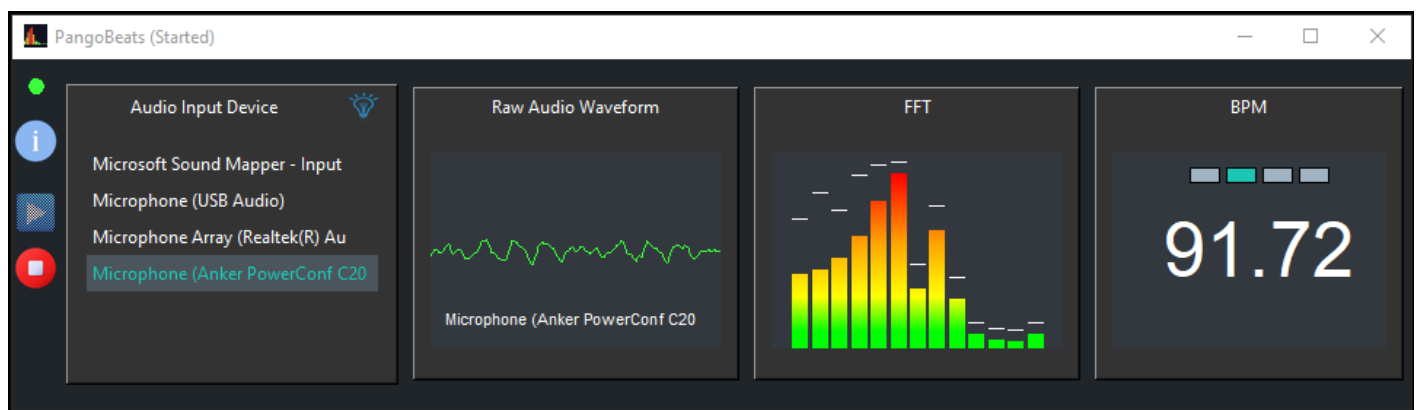 PangoBeats (Started)
Audio Input Device
Microsoft Sound Mapper - Input
Microphone (USB Audio)
Microphone Array (Realtek(R) Au
Microphone (Anker PowerConf C20
Raw Audio Waveform
Microphone (Anker PowerConf C20
FFT
BPM
91.72